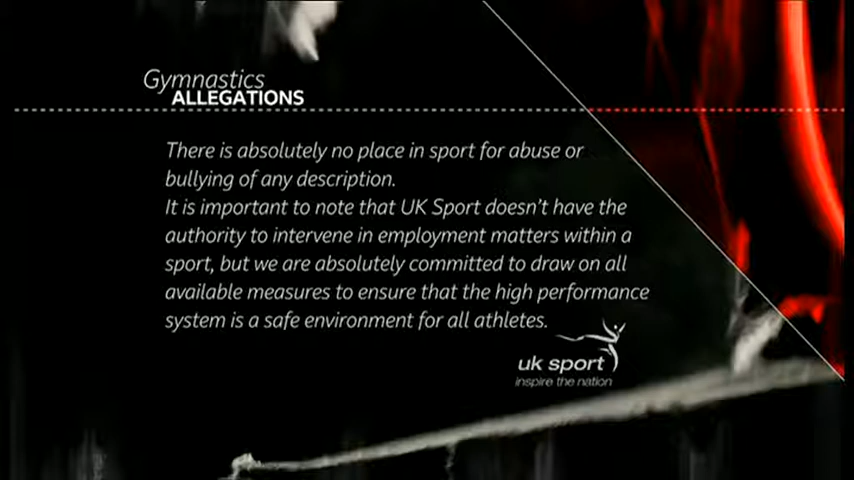 Gymnastics
ALLEGATIONS
There is absolutely no place in sport for abuse or
bullying of any description.
It is important to note that UK Sport doesn't have the
authority to intervene in employment matters within a
sport, but we are absolutely committed to draw on all
available measures to ensure that the high performance
system is a safe environment for all athletes.
uk sport
inspire the nation